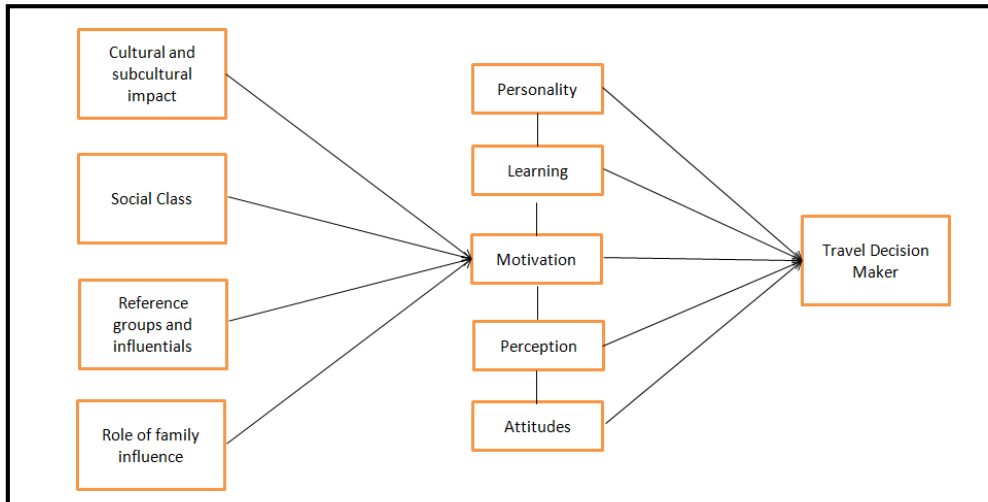 Cultural and
subcultural
impact
Social Class
Reference
groups and
influentials
Role of family
influence
Personality
Learning
Motivation
Perception
Attitudes
Travel Decision
Maker